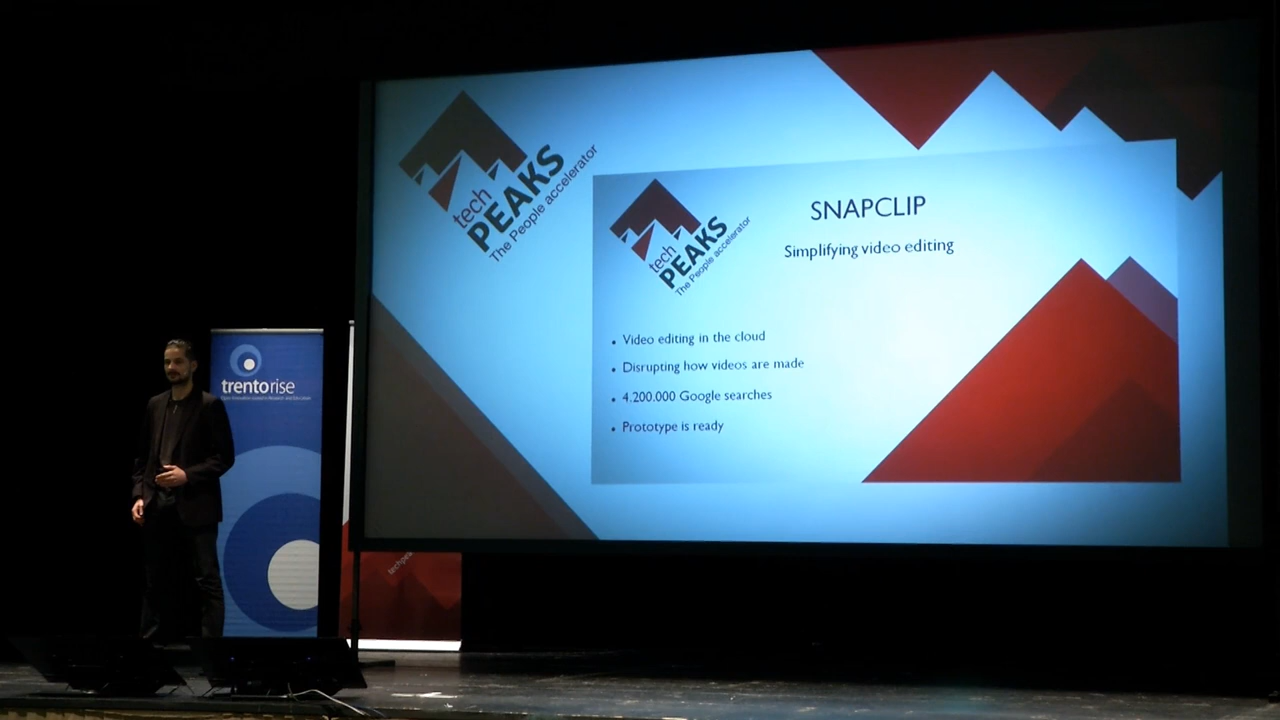 tech
PEAKS
The People accelerator
tech
PEAKS
The People accelerator
SNAPCLIP
Simplifying video editing
• Video editing in the cloud
• Disrupting how videos are made
• 4.200.000 Google searches
• Prototype is ready
trentorise
techpea